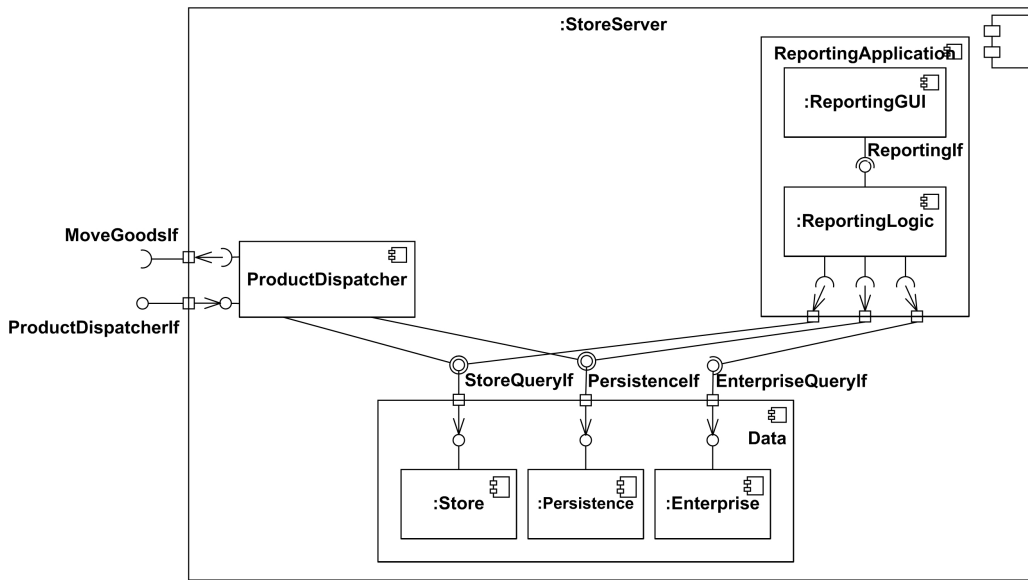 :StoreServer
ReportingApplication
:ReportingGUI
ReportingIf
:ReportingLogic
MoveGoodsIf
ProductDispatcher
ProductDispatcherIf
StoreQueryIf
PersistenceIf
EnterpriseQueryIf
Data
:Store
:Persistence
:Enterprise